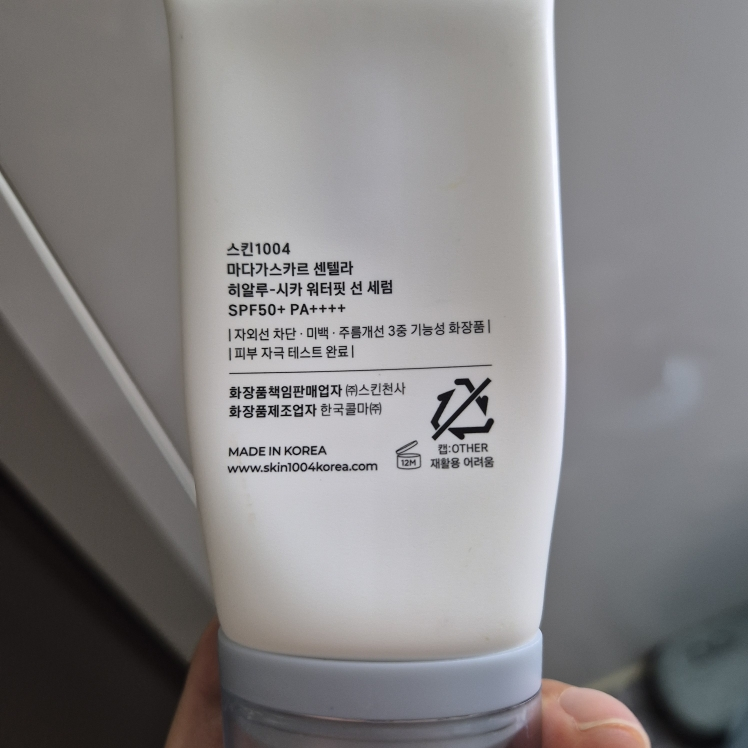 스킨1004
마다가스카르 센텔라
히알루-시카 워터핏 선 세럼
SPF50+ PA++++
|자외선 차단 · 미백 · 주름개선 3중 기능성 화장품|
|피부 자극 테스트 완료|
화장품책임판매업자 ㈜스킨천사
화장품제조업자 한국콜마㈜
캡:OTHER
재활용 어려움
MADE IN KOREA
www.skin1004korea.com
12M